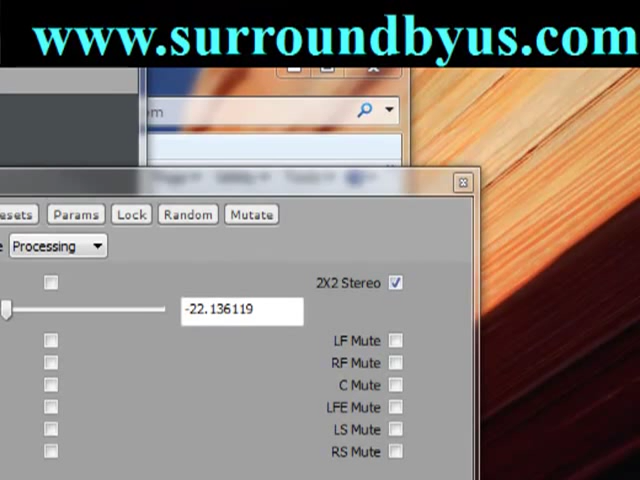 www.surroundbyus.com
om
esets Params Lock Random Mutate
e Processing
2X2 Stereo
-22.136119
LF Mute
RF Mute
C Mute
LFE Mute
LS Mute
RS Mute